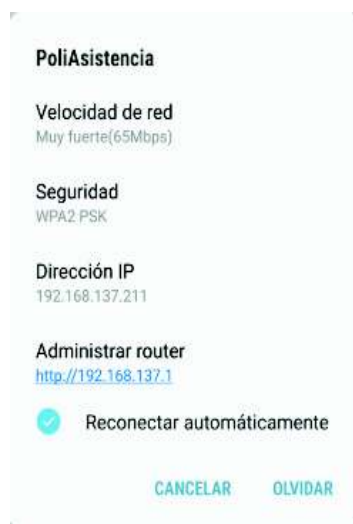 PoliAsistencia
Velocidad de red
Muy fuerte(65Mbps)
Seguridad
WPA2 PSK
Dirección IP
192.168.137.211
Administrar router
http://192.168.137.1
Reconectar automáticamente
CANCELAR OLVIDAR